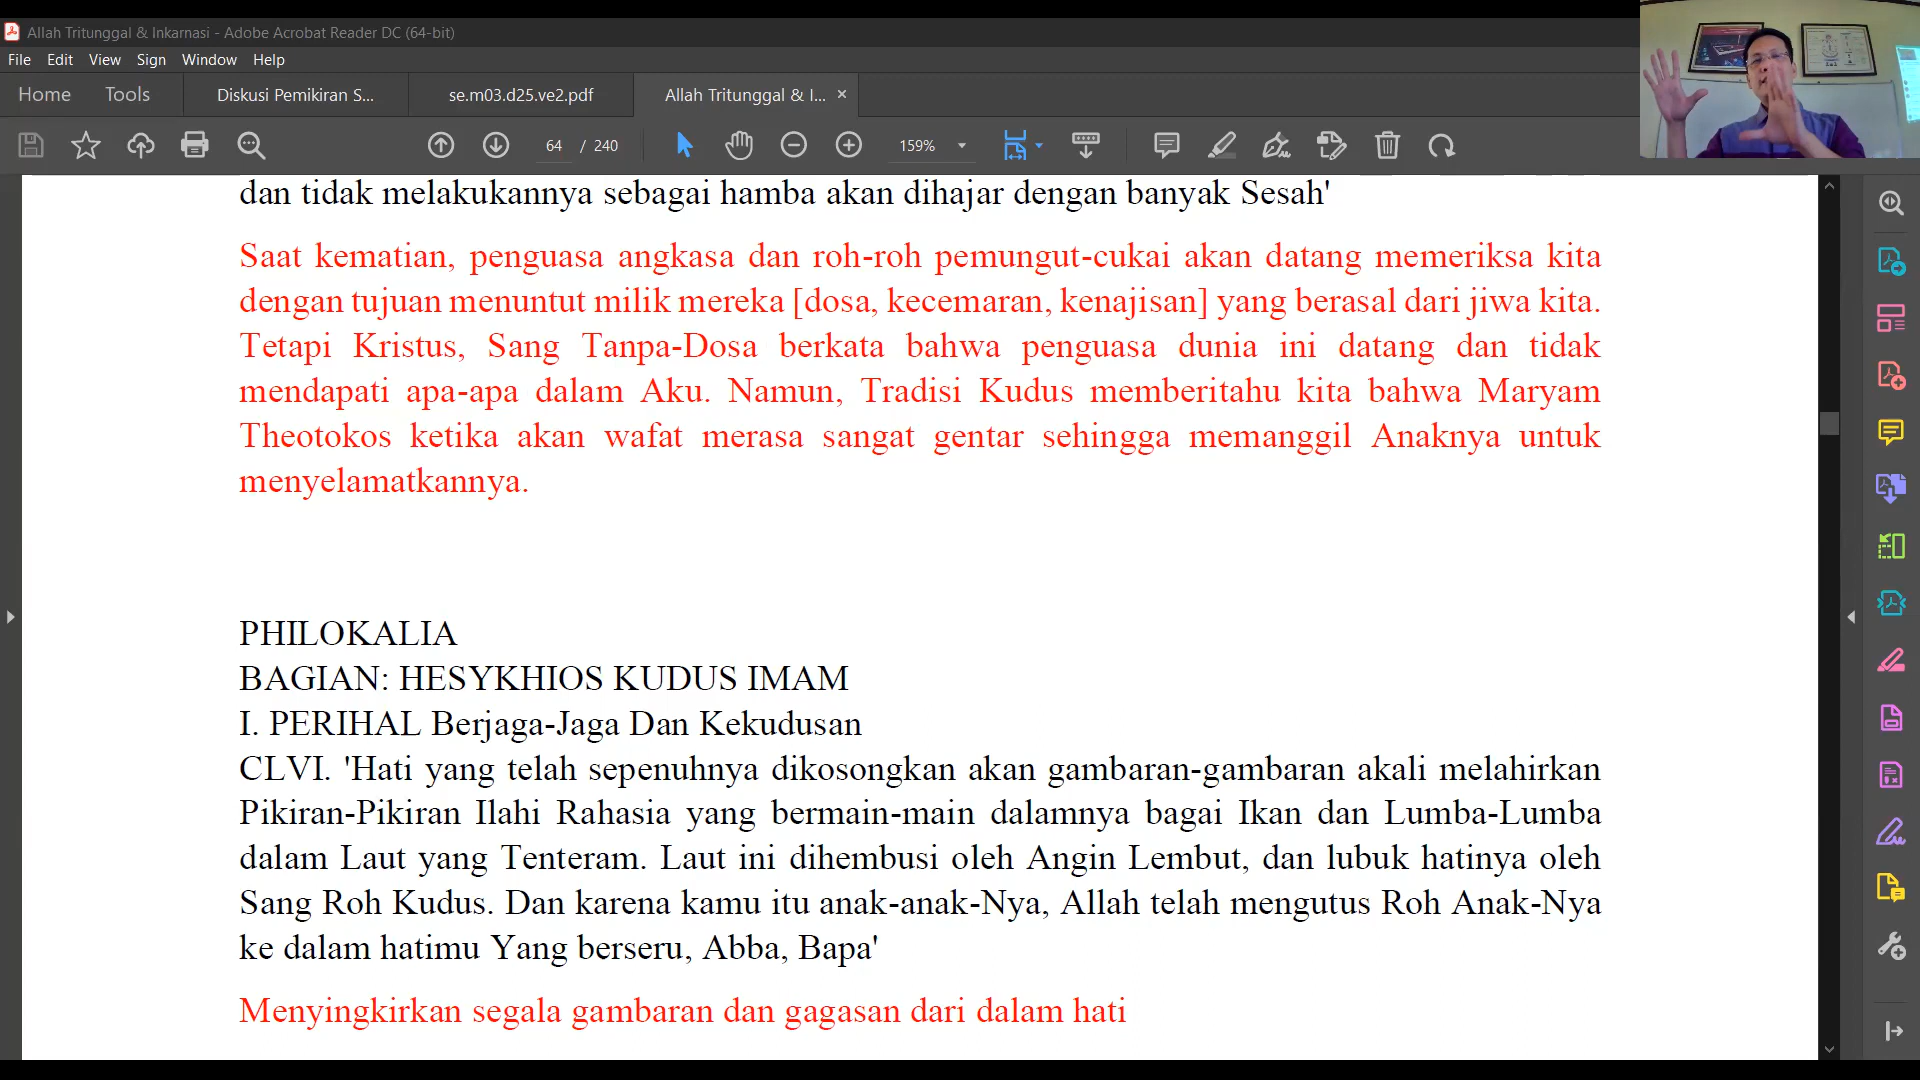 Allah Tritunggal & Inkarnasi - Adobe Acrobat Reader DC (64-bit)
File Edit View Sign Window Help
Home Tools Diskusi Pemikiran S... se.m03.d25.ve2.pdf Allah Tritunggal & I... ×
64 / 240 159%
dan tidak melakukannya sebagai hamba akan dihajar dengan banyak Sesah'
Saat kematian, penguasa angkasa dan roh-roh pemungut-cukai akan datang memeriksa kita
dengan tujuan menuntut milik mereka [dosa, kecemaran, kenajisan] yang berasal dari jiwa kita.
Tetapi Kristus, Sang Tanpa-Dosa berkata bahwa penguasa dunia ini datang dan tidak
mendapati apa-apa dalam Aku. Namun, Tradisi Kudus memberitahu kita bahwa Maryam
Theotokos ketika akan wafat merasa sangat gentar sehingga memanggil Anaknya untuk
menyelamatkannya.
PHILOKALIA
BAGIAN: HESYKHIOS KUDUS IMAM
I. PERIHAL Berjaga-Jaga Dan Kekudusan
CLVI. 'Hati yang telah sepenuhnya dikosongkan akan gambaran-gambaran akali melahirkan
Pikiran-Pikiran Ilahi Rahasia yang bermain-main dalamnya bagai Ikan dan Lumba-Lumba
dalam Laut yang Tenteram. Laut ini dihembusi oleh Angin Lembut, dan lubuk hatinya oleh
Sang Roh Kudus. Dan karena kamu itu anak-anak-Nya, Allah telah mengutus Roh Anak-Nya
ke dalam hatimu Yang berseru, Abba, Bapa'
Menyingkirkan segala gambaran dan gagasan dari dalam hati